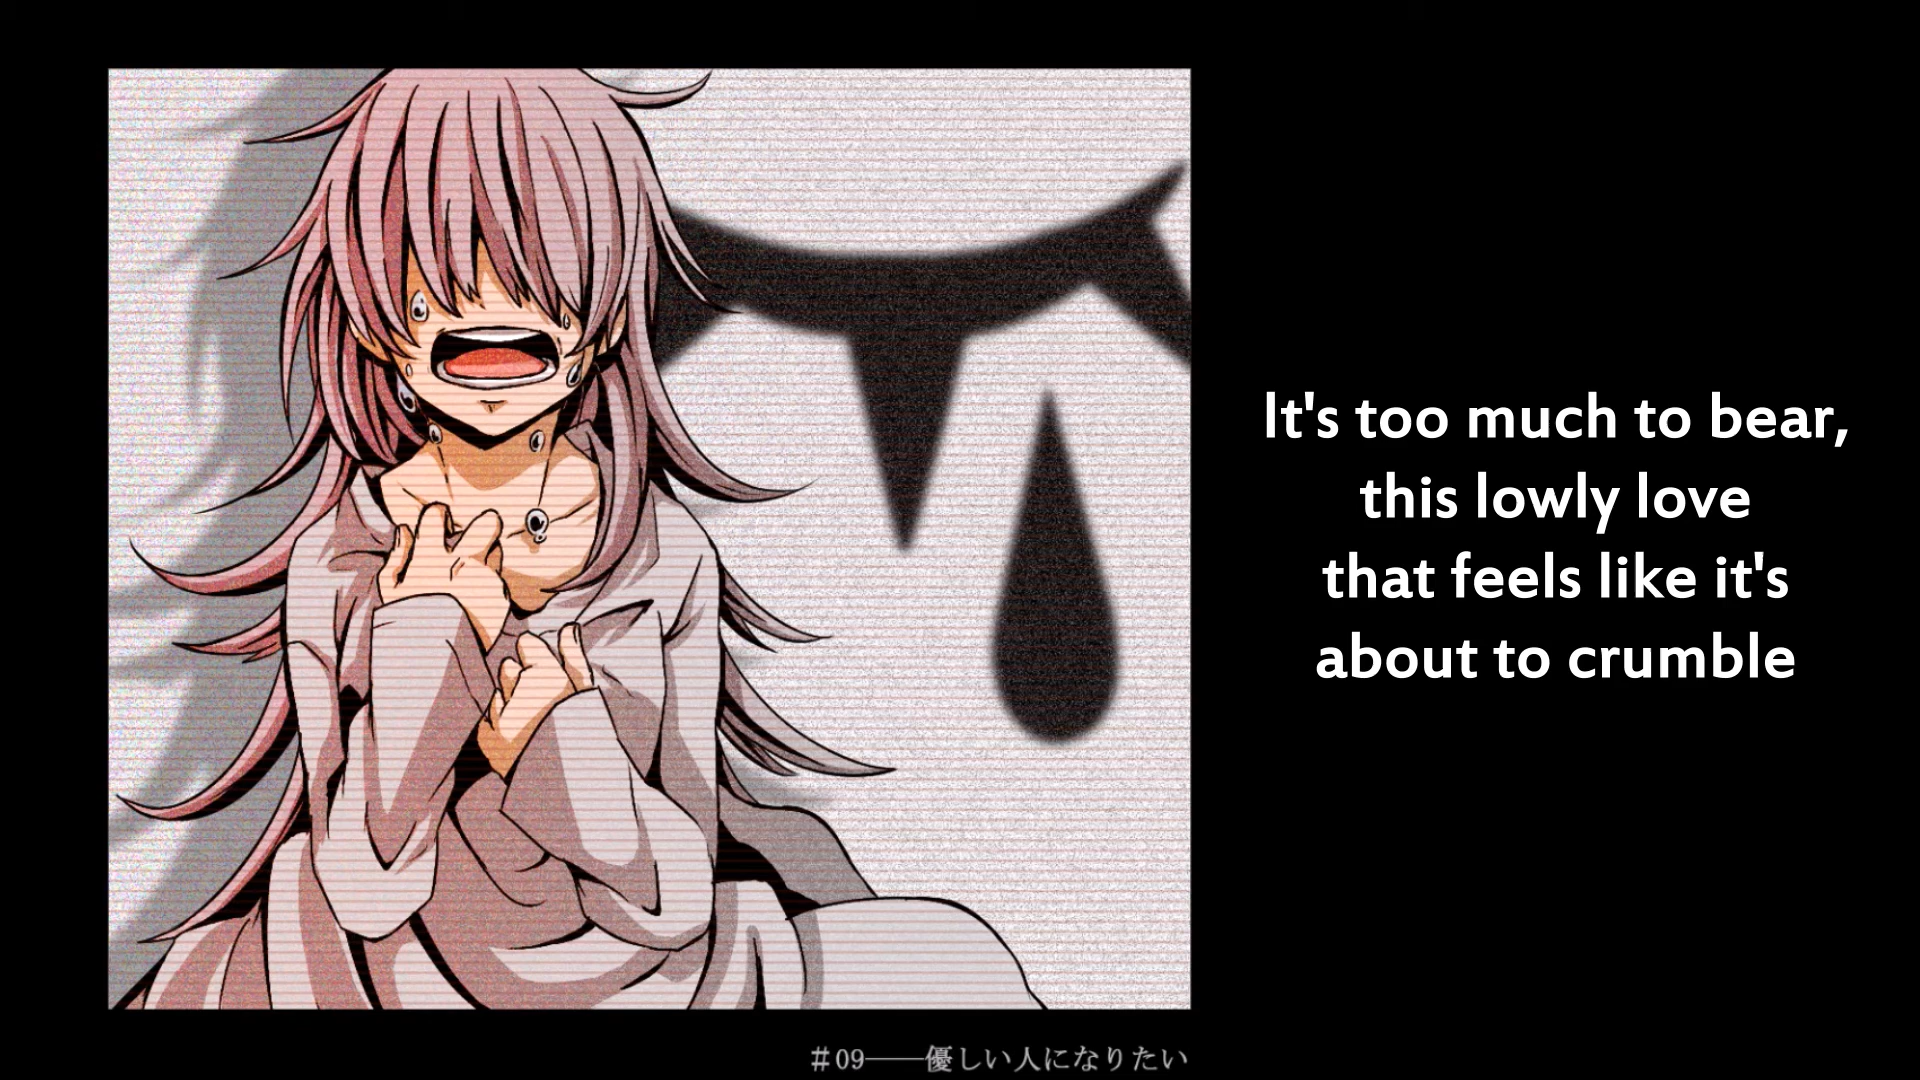 It's too much to bear,
this lowly love
that feels like it's
about to crumble
#09――優しい人になりたい